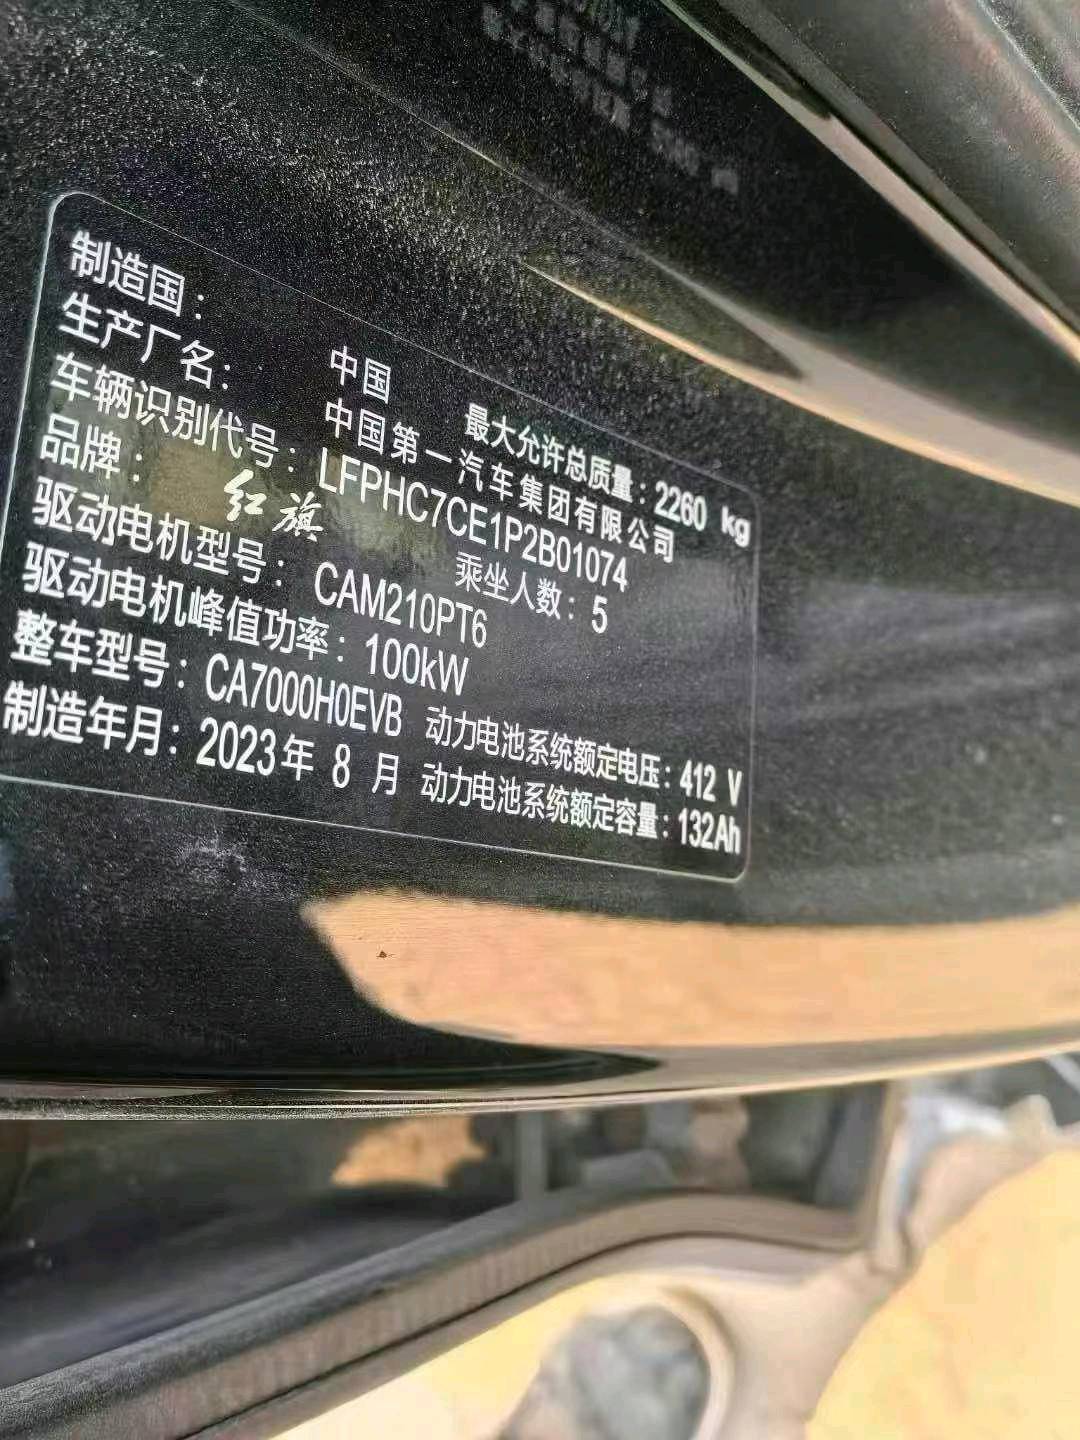 制造国： 中国 最大允许总质量：2260 kg
生产厂名： 中国第一汽车集团有限公司
车辆识别代号：LFPHC7CE1P2B01074
品牌：红旗 乘坐人数：5
驱动电机型号：CAM210PT6
驱动电机峰值功率：100kW
整车型号：CA7000H0EVB 动力电池系统额定电压：412 V
制造年月：2023年 8 月 动力电池系统额定容量：132Ah